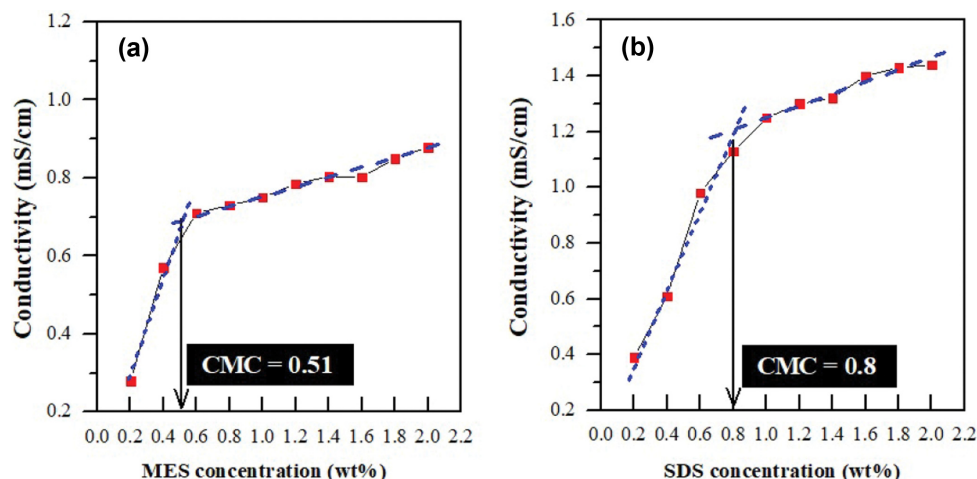 (a)
Conductivity (mS/cm)
1.2
1.0
0.8
0.6
0.4
0.2
CMC = 0.51
0.0 0.2 0.4 0.6 0.8 1.0 1.2 1.4 1.6 1.8 2.0 2.2
MES concentration (wt%)
(b)
Conductivity (mS/cm)
1.6
1.4
1.2
1.0
0.8
0.6
0.4
0.2
CMC = 0.8
0.0 0.2 0.4 0.6 0.8 1.0 1.2 1.4 1.6 1.8 2.0 2.2
SDS concentration (wt%)